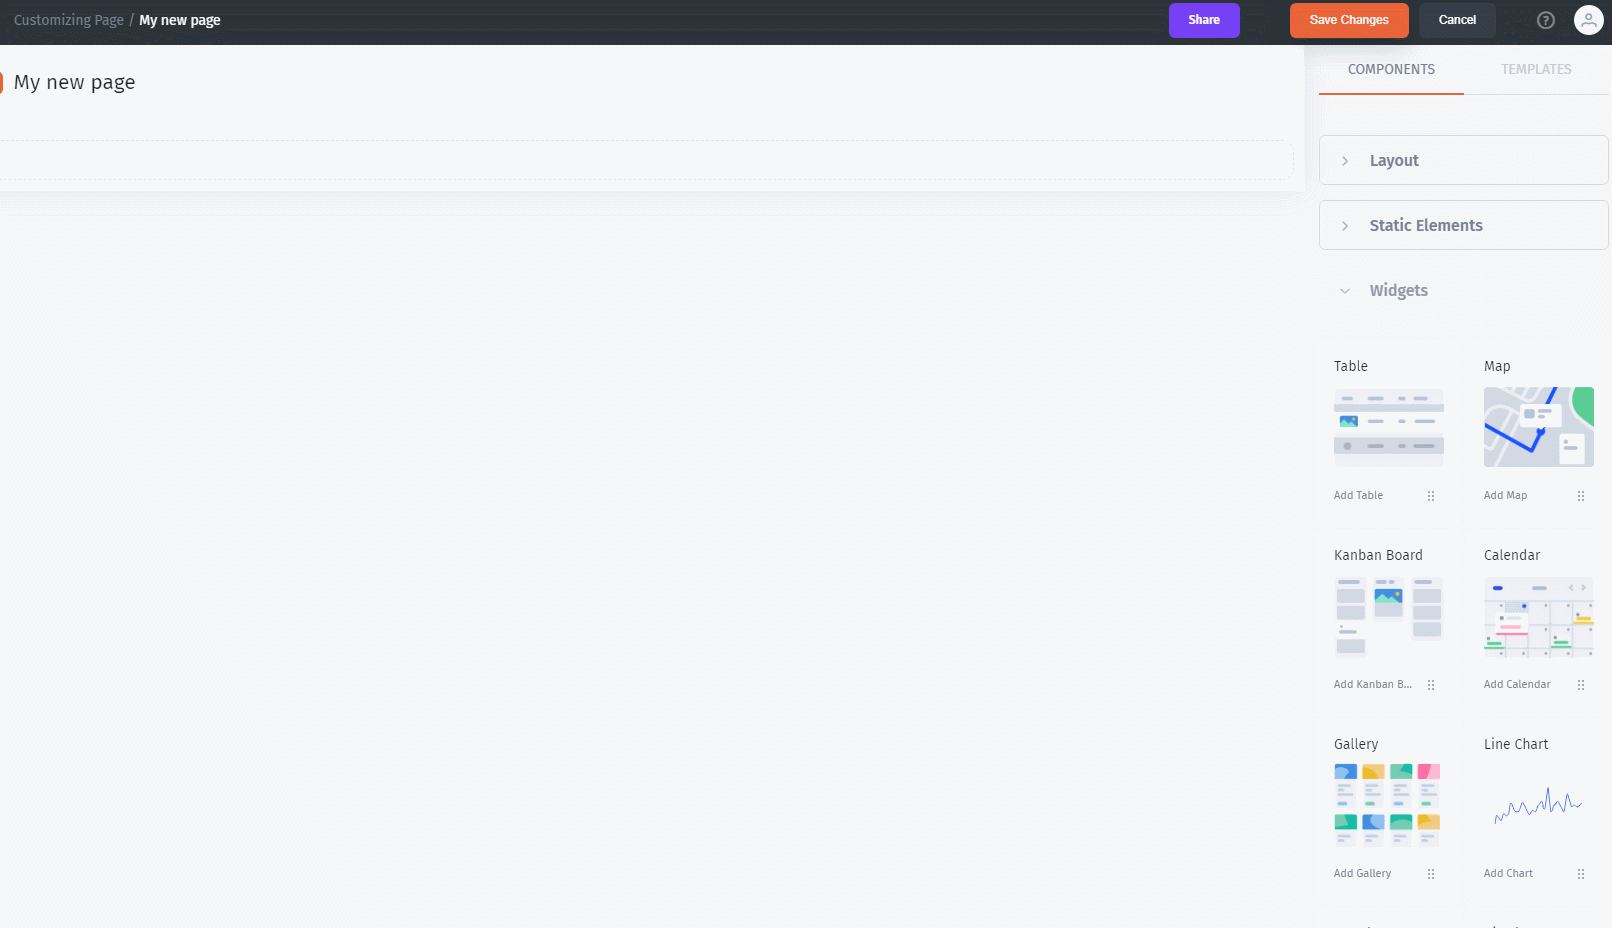 Customizing Page / My new page
Share
Save Changes
Cancel
?
My new page
COMPONENTS
TEMPLATES
Layout
Static Elements
Widgets
Table
Map
Add Table
Add Map
Kanban Board
Calendar
Add Kanban B...
Add Calendar
Gallery
Line Chart
Add Gallery
Add Chart